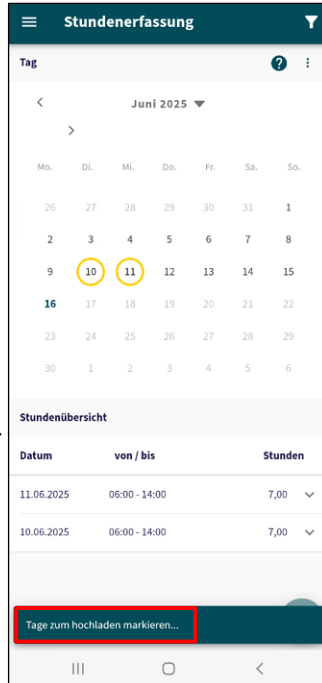 Stundenerfassung
Tag
Juni 2025
Mo. Di. Mi. Do. Fr. Sa. So.
26 27 28 29 30 31 1
2 3 4 5 6 7 8
9 10 11 12 13 14 15
16 17 18 19 20 21 22
23 24 25 26 27 28 29
30 1 2 3 4 5 6
Stundenübersicht
Datum von / bis Stunden
11.06.2025 06:00 - 14:00 7,00
10.06.2025 06:00 - 14:00 7,00
Tage zum hochladen markieren...